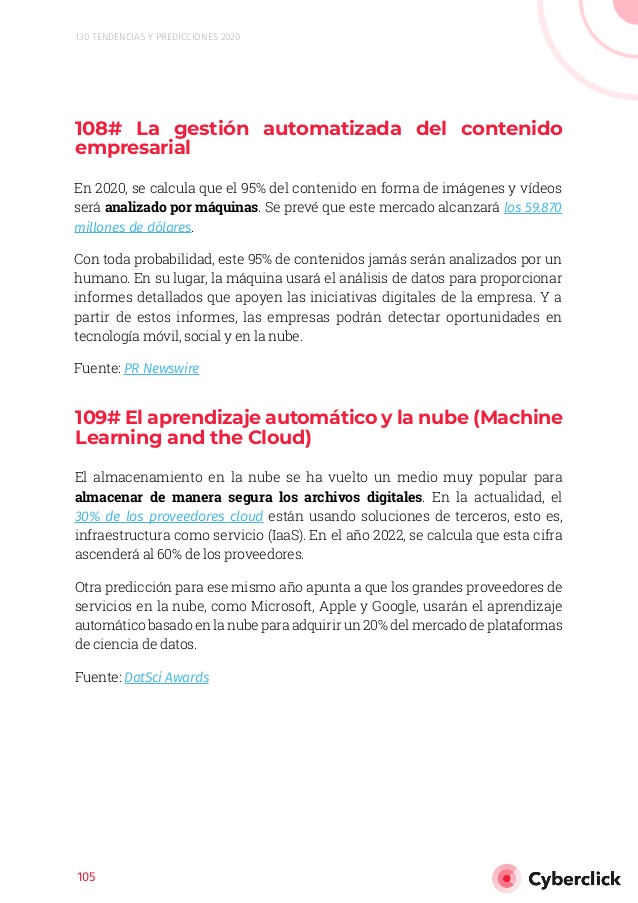 130 TENDENCIAS Y PREDICCIONES 2020
108# La gestión automatizada del contenido
empresarial
En 2020, se calcula que el 95% del contenido en forma de imágenes y vídeos
será analizado por máquinas. Se prevé que este mercado alcanzará los 59.870
millones de dólares.
Con toda probabilidad, este 95% de contenidos jamás serán analizados por un
humano. En su lugar, la máquina usará el análisis de datos para proporcionar
informes detallados que apoyen las iniciativas digitales de la empresa. Y a
partir de estos informes, las empresas podrán detectar oportunidades en
tecnología móvil, social y en la nube.
Fuente: PR Newswire
109# El aprendizaje automático y la nube (Machine
Learning and the Cloud)
El almacenamiento en la nube se ha vuelto un medio muy popular para
almacenar de manera segura los archivos digitales. En la actualidad, el
30% de los proveedores cloud están usando soluciones de terceros, esto es,
infraestructura como servicio (IaaS). En el año 2022, se calcula que esta cifra
ascenderá al 60% de los proveedores.
Otra predicción para ese mismo año apunta a que los grandes proveedores de
servicios en la nube, como Microsoft, Apple y Google, usarán el aprendizaje
automático basado en la nube para adquirir un 20% del mercado de plataformas
de ciencia de datos.
Fuente: DatSci Awards
105
Cyberclick